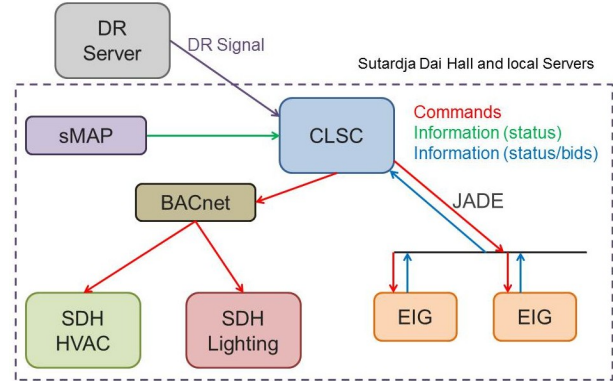 DR
Server
DR Signal
Sutardja Dai Hall and local Servers
sMAP
CLSC
Commands
Information (status)
Information (status/bids)
BACnet
JADE
SDH
HVAC
SDH
Lighting
EIG
EIG